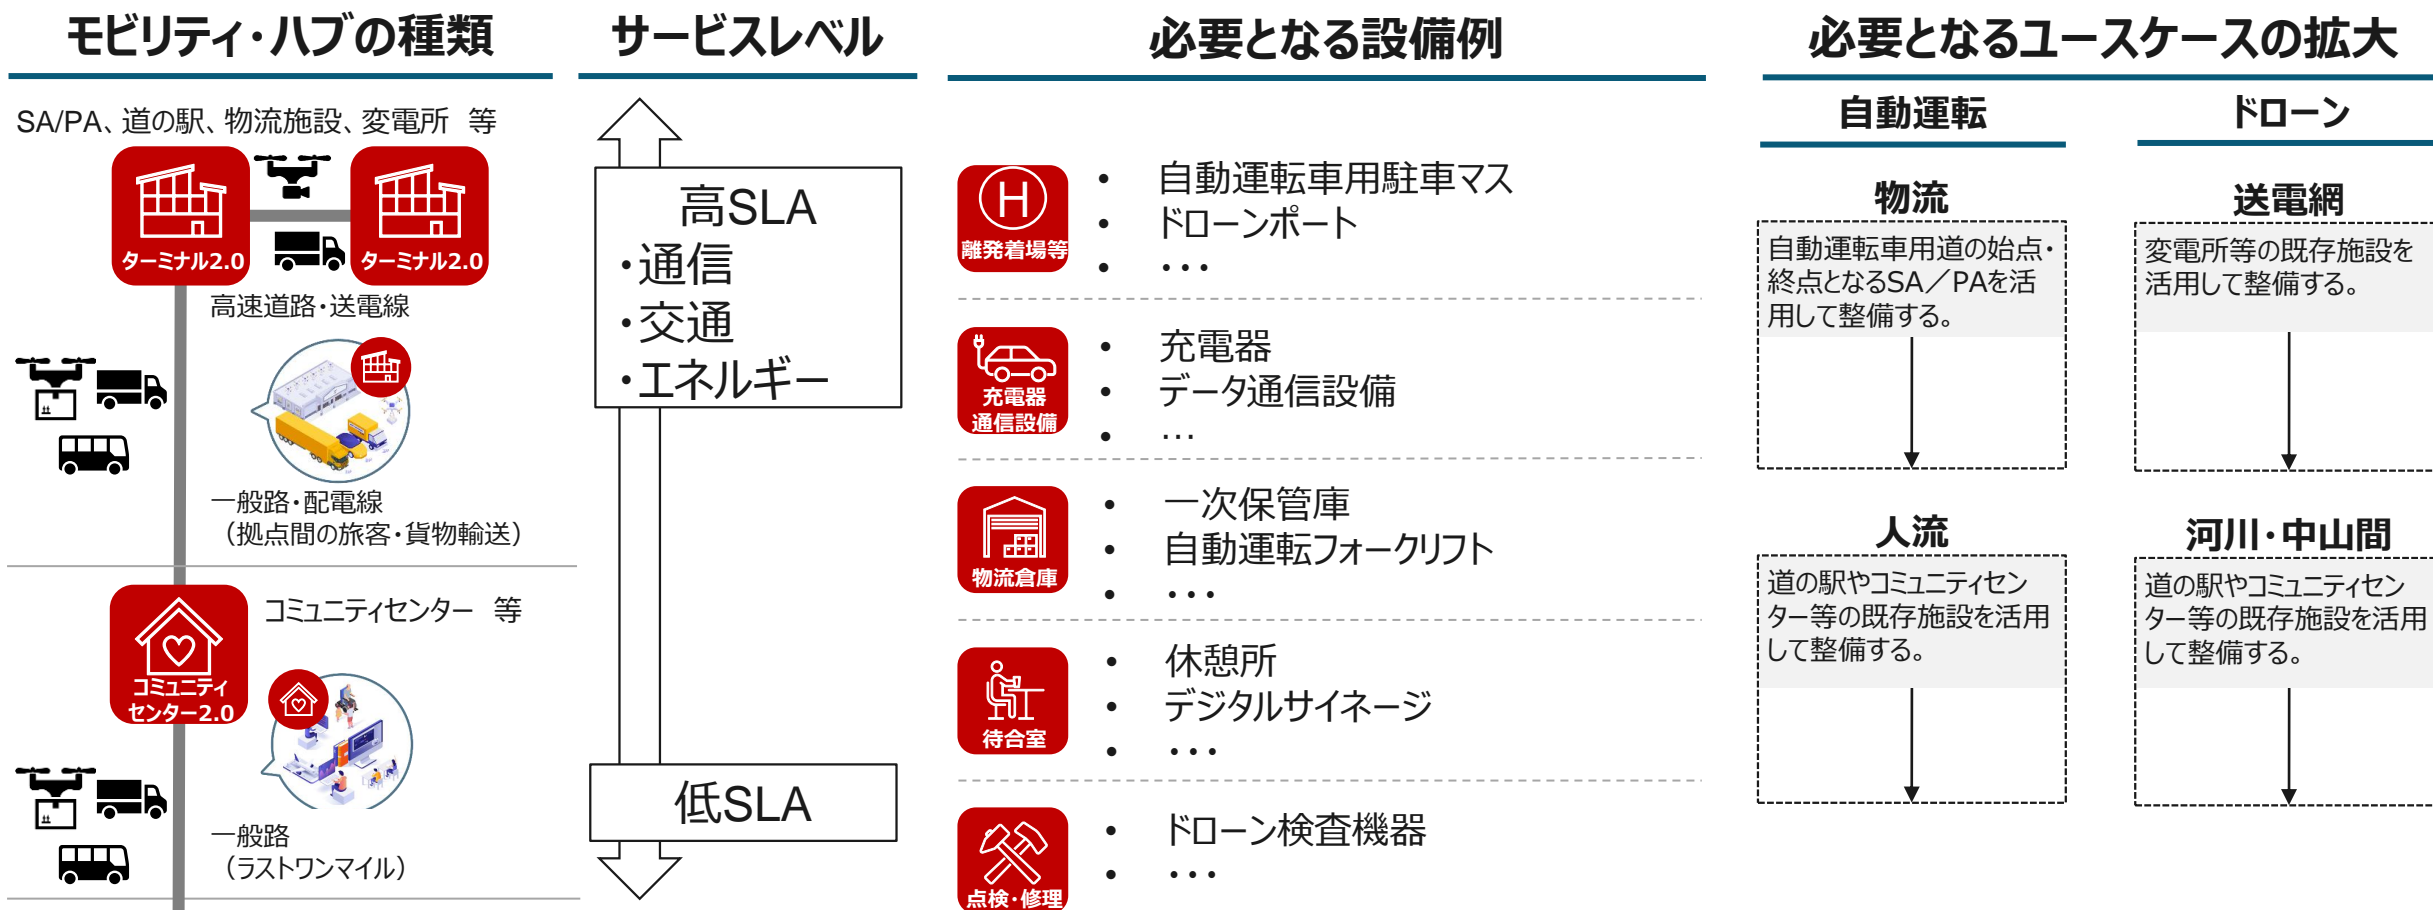 モビリティ・ハブの種類
SA/PA、道の駅、物流施設、変電所 等
ターミナル2.0
ターミナル2.0
高速道路・送電線
一般路・配電線
(拠点間の旅客・貨物輸送)
コミュニティセンター 等
コミュニティ
センター2.0
一般路
(ラストワンマイル)
サービスレベル
高SLA
・通信
・交通
・エネルギー
低SLA
必要となる設備例
離発着場等
• 自動運転車用駐車マス
• ドローンポート
• ・・・
充電器
通信設備
• 充電器
• データ通信設備
• …
物流倉庫
• 一次保管庫
• 自動運転フォークリフト
• ・・・
待合室
• 休憩所
• デジタルサイネージ
• ・・・
点検・修理
• ドローン検査機器
• ・・・
必要となるユースケースの拡大
自動運転
物流
自動運転車用道の始点・
終点となるSA/PAを活
用して整備する。
人流
道の駅やコミュニティセン
ター等の既存施設を活用
して整備する。
ドローン
送電網
変電所等の既存施設を
活用して整備する。
河川・中山間
道の駅やコミュニティセン
ター等の既存施設を活用
して整備する。